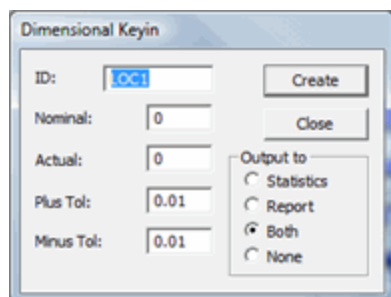 Dimensional Keyin
ID: LOC1
Create
Nominal: 0
Close
Actual: 0
Output to
Statistics
Plus Tol: 0.01
Report
Both
Minus Tol: 0.01
None